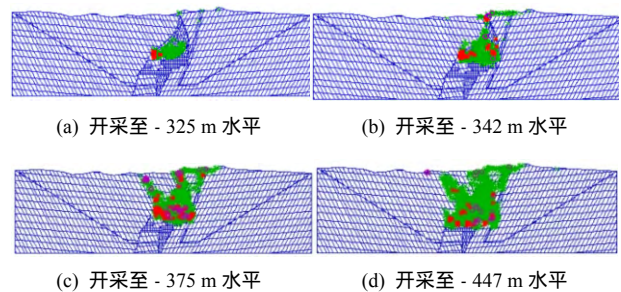 (a) 开采至 - 325 m 水平
(b) 开采至 - 342 m 水平
(c) 开采至 - 375 m 水平
(d) 开采至 - 447 m 水平